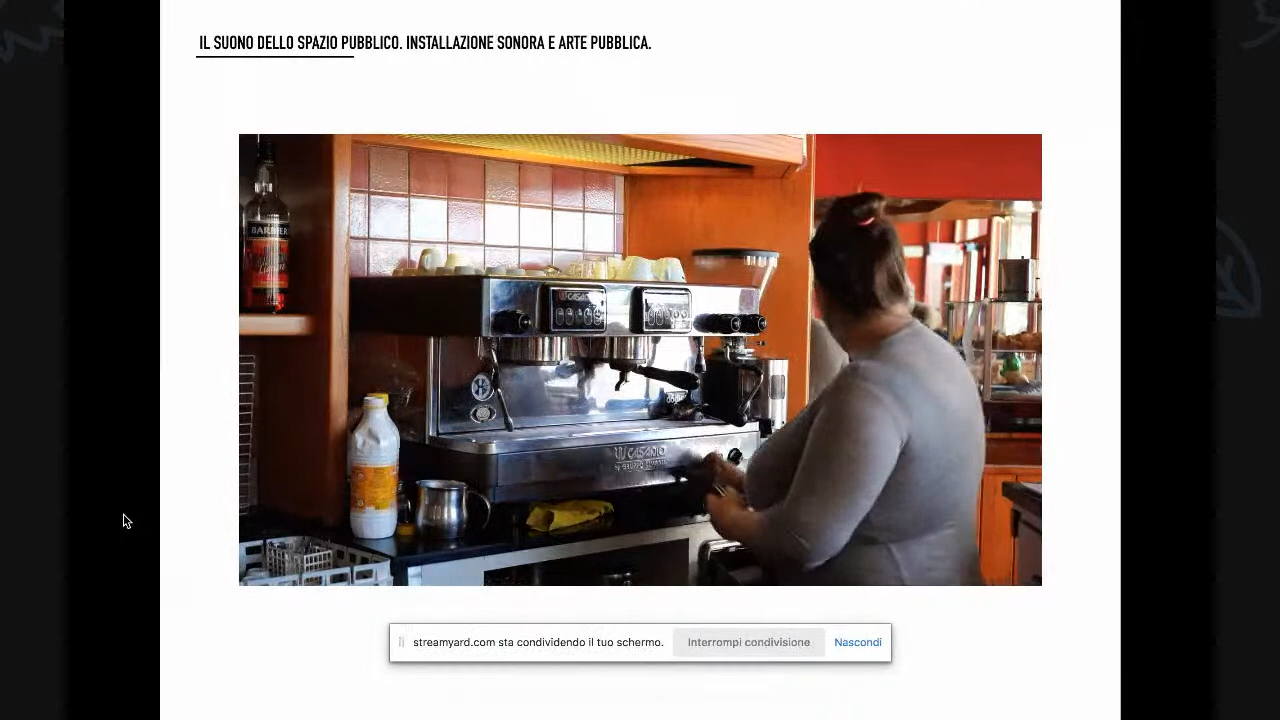 IL SUONO DELLO SPAZIO PUBBLICO. INSTALLAZIONE SONORA E ARTE PUBBLICA.
BARBIER
CASADIO
streamyard.com sta condividendo il tuo schermo.
Interrompi condivisione
Nascondi